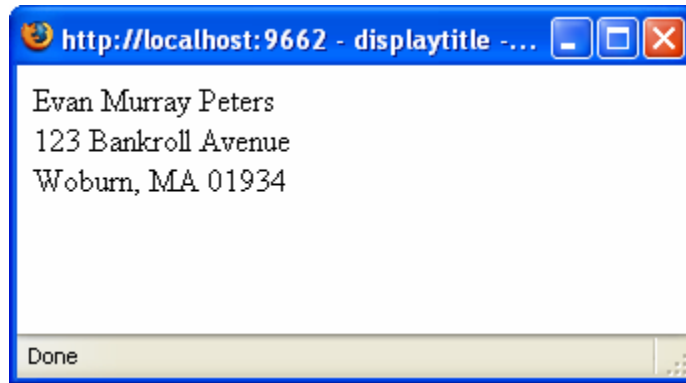 http://localhost:9662 - displaytitle -...
Evan Murray Peters
123 Bankroll Avenue
Woburn, MA 01934
Done